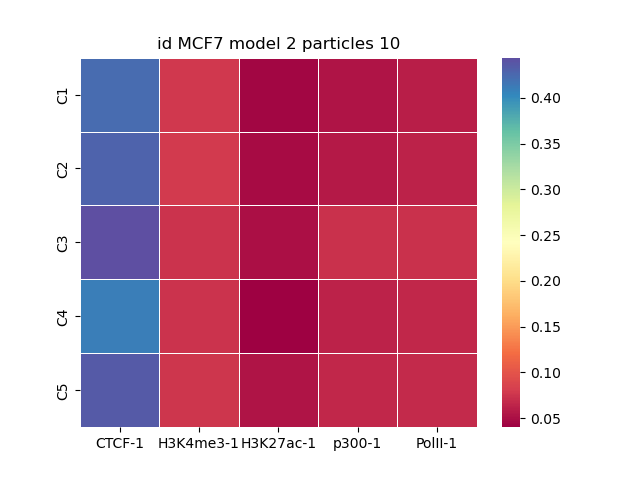 id MCF7 model 2 particles 10
C1
C2
C3
C4
C5
CTCF-1 H3K4me3-1 H3K27ac-1 p300-1 PolII-1
0.40
0.35
0.30
0.25
0.20
0.15
0.10
0.05